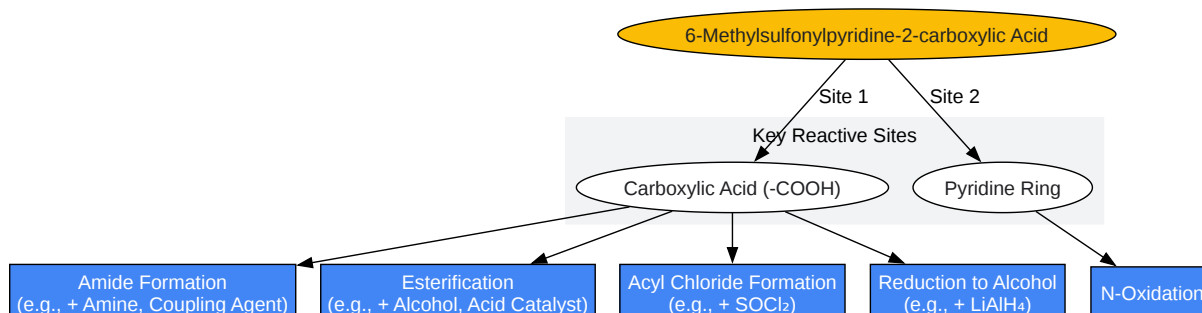 6-Methylsulfonylpyridine-2-carboxylic Acid
Site 1
Site 2
Key Reactive Sites
Carboxylic Acid (-COOH)
Pyridine Ring
Amide Formation
(e.g., + Amine, Coupling Agent)
Esterification
(e.g., + Alcohol, Acid Catalyst)
Acyl Chloride Formation
(e.g., + SOCl₂)
Reduction to Alcohol
(e.g., + LiAlH₄)
N-Oxidation